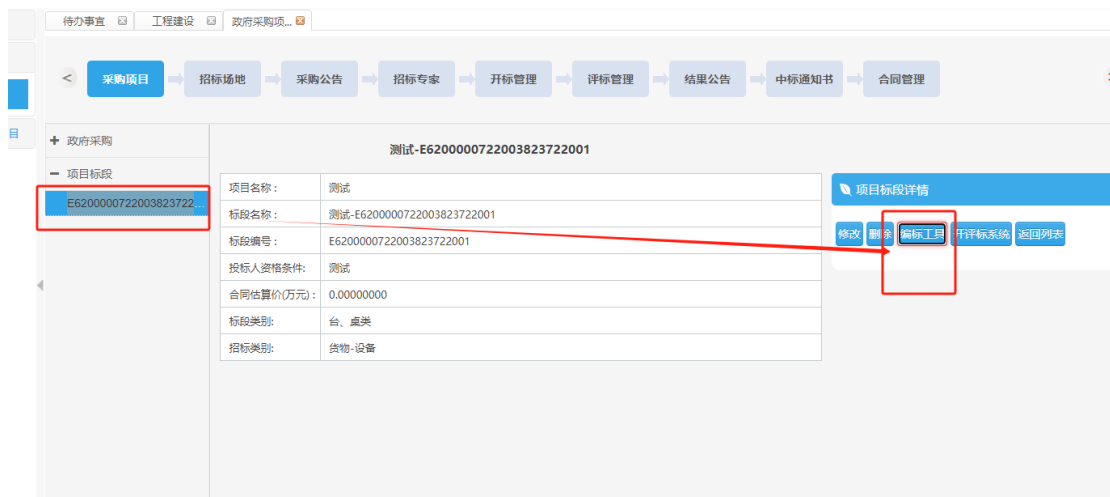 待办事宜 工程建设 政府采购项...
< 采购项目 招标场地 采购公告 招标专家 开标管理 评标管理 结果公告 中标通知书 合同管理
目
政府采购
项目标段
E6200000722003823722...
测试-E6200000722003823722001
项目名称： 测试
标段名称： 测试-E6200000722003823722001
标段编号： E6200000722003823722001
投标人资格条件: 测试
合同估算价(万元)： 0.00000000
标段类别: 台、桌类
招标类别: 货物-设备
项目标段详情
修改 删除 编标工具 开评标系统 返回列表